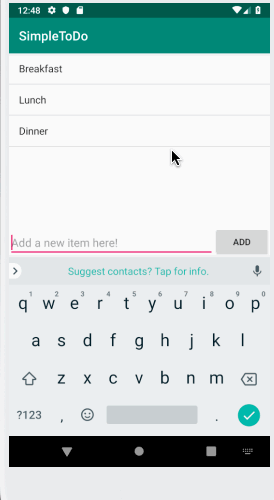 12:48
SimpleToDo
Breakfast
Lunch
Dinner
Add a new item here!
ADD
Suggest contacts? Tap for info.
1 2 3 4 5 6 7 8 9 0
q w e r t y u i o p
a s d f g h j k l
z x c v b n m
?123 , .